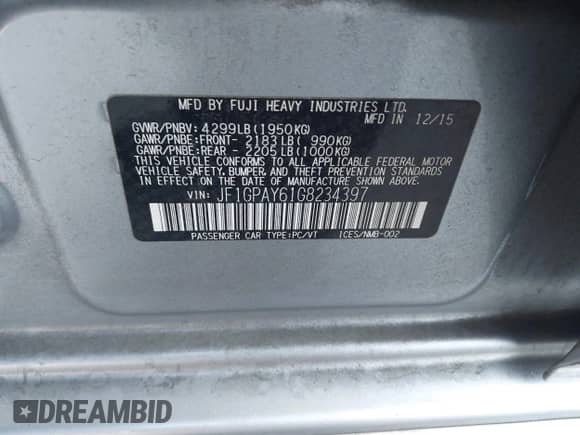 MFD BY FUJI HEAVY INDUSTRIES LTD.
MFD IN 12/15
GVWR/PNBV: 4299LB(1950KG)
GAWR/PNBE:FRONT- 2183LB( 990KG)
GAWR/PNBE:REAR - 2205LB(1000KG)
THIS VEHICLE CONFORMS TO ALL APPLICABLE FEDERAL MOTOR
VEHICLE SAFETY, BUMPER, AND THEFT PREVENTION STANDARDS
IN EFFECT ON THE DATE OF MANUFACTURE SHOWN ABOVE.
VIN: JF1GPAY61G8234397
PASSENGER CAR TYPE:PC/VT ICES/NMB-002
DREAMBID